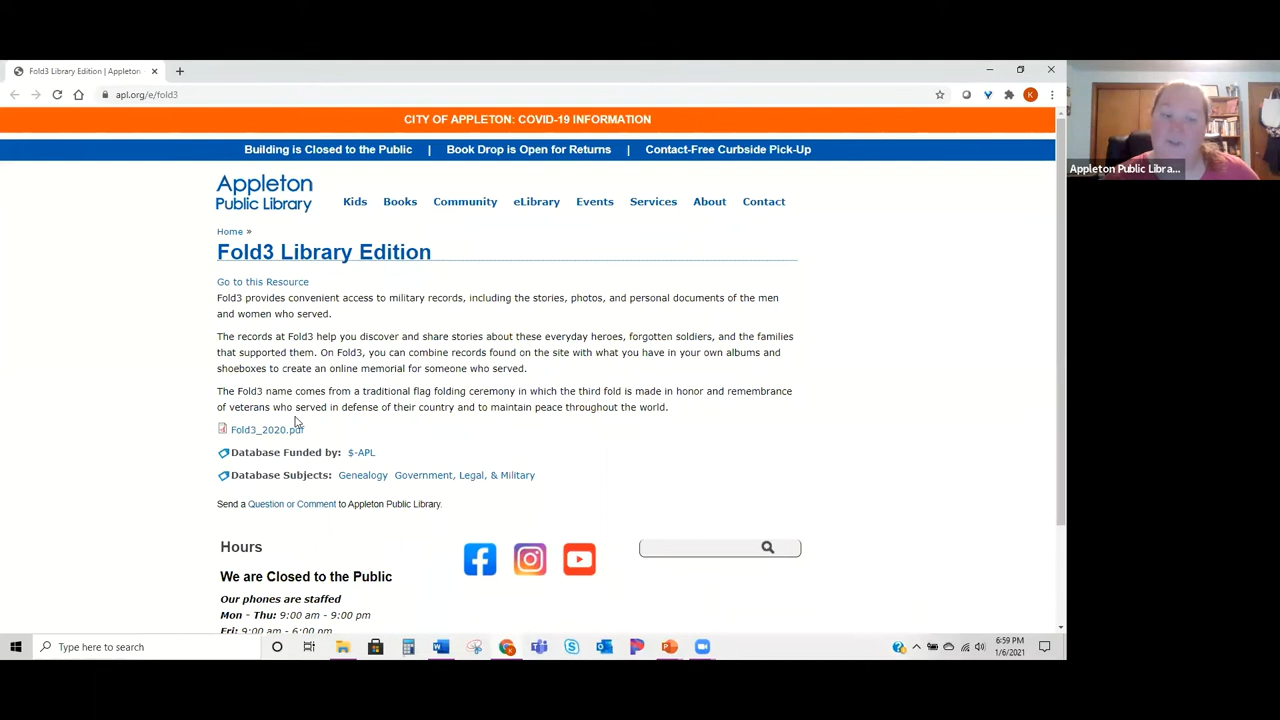 Fold3 Library Edition | Appleton
apl.org/e/fold3
K
CITY OF APPLETON: COVID-19 INFORMATION
Building is Closed to the Public | Book Drop is Open for Returns | Contact-Free Curbside Pick-Up
Appleton
Public Library
Kids Books Community eLibrary Events Services About Contact
Home »
Fold3 Library Edition
Go to this Resource
Fold3 provides convenient access to military records, including the stories, photos, and personal documents of the men
and women who served.
The records at Fold3 help you discover and share stories about these everyday heroes, forgotten soldiers, and the families
that supported them. On Fold3, you can combine records found on the site with what you have in your own albums and
shoeboxes to create an online memorial for someone who served.
The Fold3 name comes from a traditional flag folding ceremony in which the third fold is made in honor and remembrance
of veterans who served in defense of their country and to maintain peace throughout the world.
Fold3_2020.pdf
Database Funded by: $-APL
Database Subjects: Genealogy Government, Legal, & Military
Send a Question or Comment to Appleton Public Library.
Hours
We are Closed to the Public
Our phones are staffed
Mon - Thu: 9:00 am - 9:00 pm
Fri: 9:00 am - 6:00 pm
Appleton Public Libra...
Type here to search
6:59 PM
1/6/2021